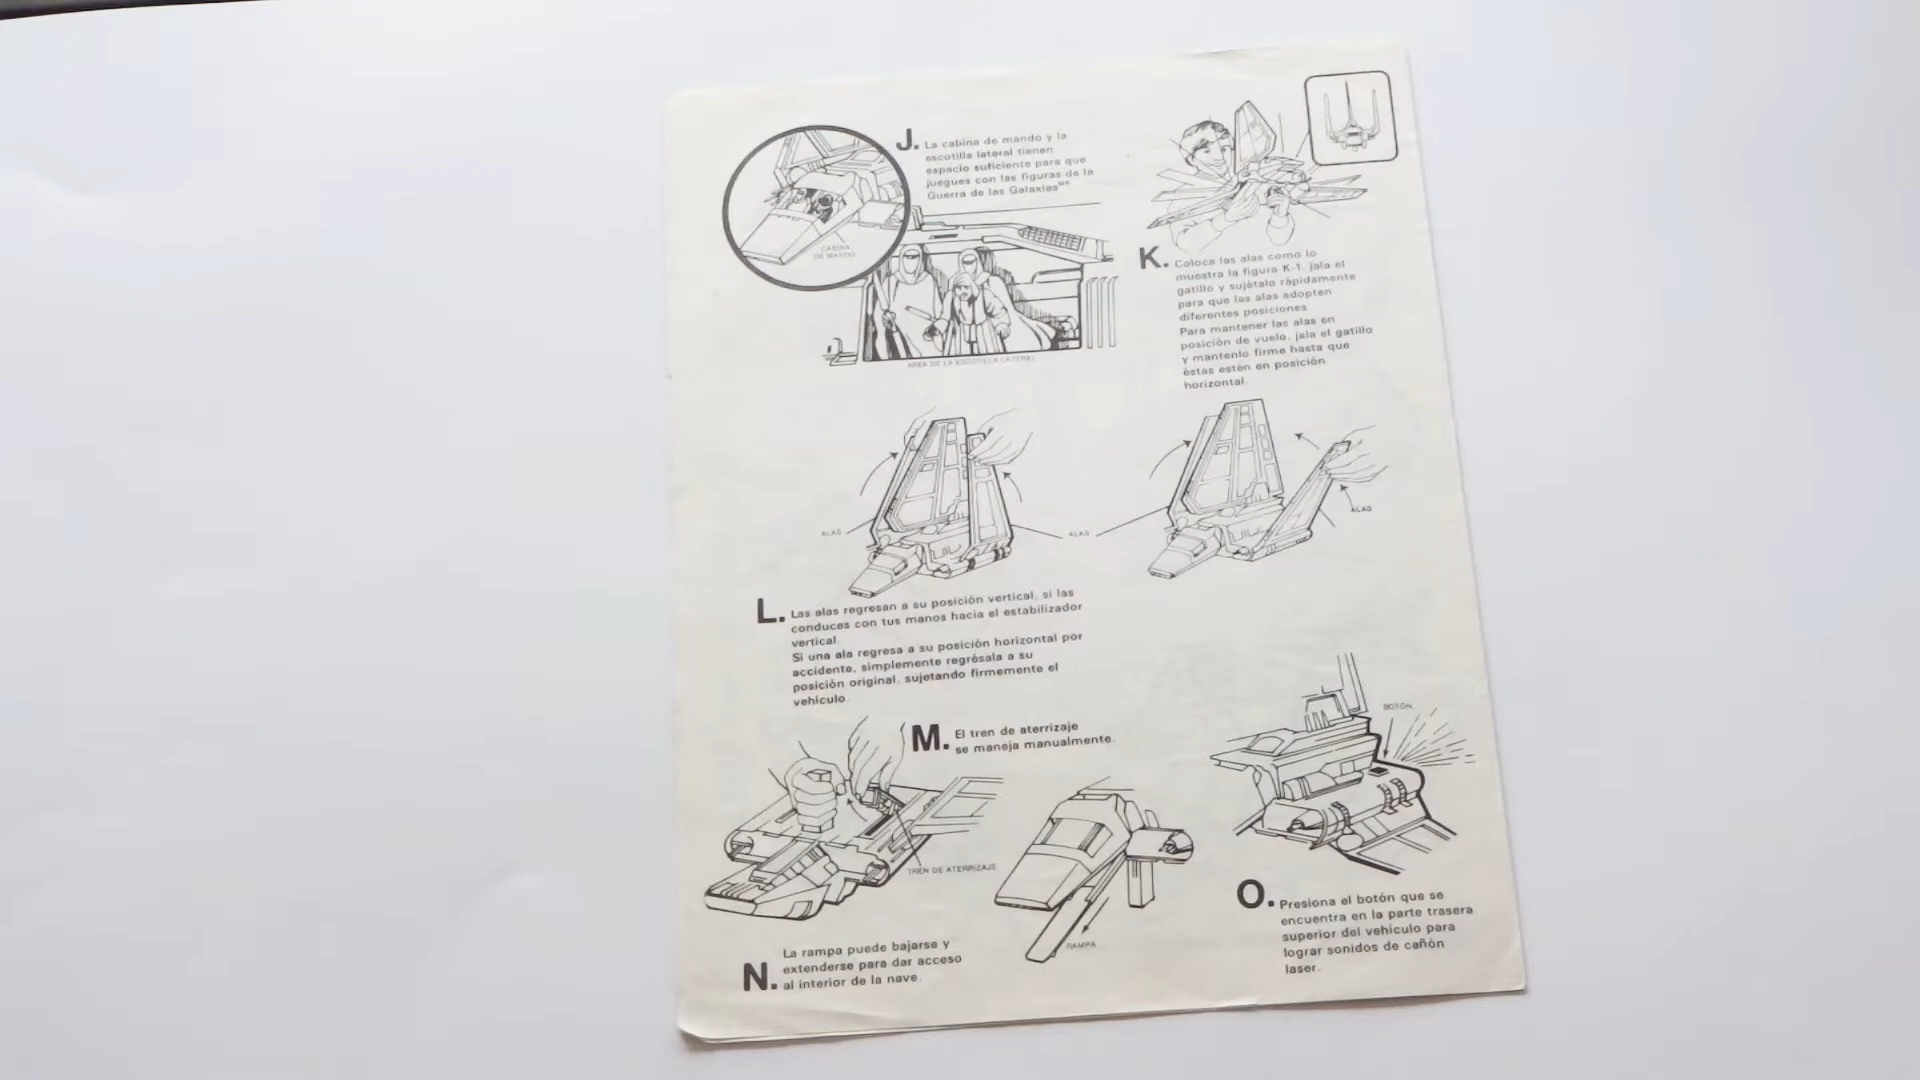 J. La cabina de mando y la
escotilla lateral tienen
espacio suficiente para que
juegues con las figuras de la
Guerra de las Galaxias
CABINA
DE MANDO
AREA DE LA ESCOTILLA LATERAL
K. Coloca las alas como lo
muestra la figura K-1, jala el
gatillo y sujétalo rápidamente
para que las alas adopten
diferentes posiciones
Para mantener las alas en
posición de vuelo, jala el gatillo
y mantenlo firme hasta que
éstas estén en posición
horizontal.
ALAS
ALAS
ALAS
L. Las alas regresan a su posición vertical, si las
conduces con tus manos hacia el estabilizador
vertical.
Si una ala regresa a su posición horizontal por
accidente, simplemente regrésala a su
posición original, sujetando firmemente el
vehículo.
M. El tren de aterrizaje
se maneja manualmente.
TREN DE ATERRIZAJE
N. La rampa puede bajarse y
extenderse para dar acceso
al interior de la nave.
RAMPA
BOTON
O. Presiona el botón que se
encuentra en la parte trasera
superior del vehículo para
lograr sonidos de cañón
laser.